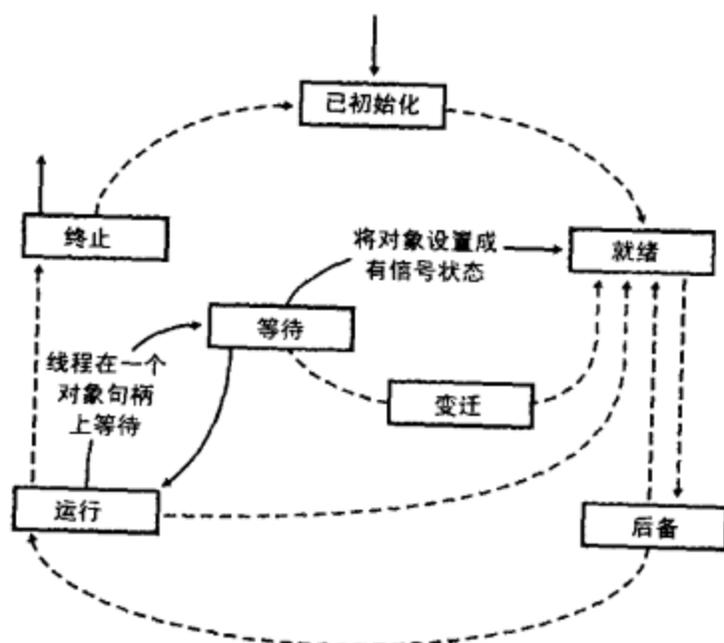 已初始化
终止
将对象设置成
有信号状态
就绪
等待
线程在一个
对象句柄
上等待
变迁
运行
后备